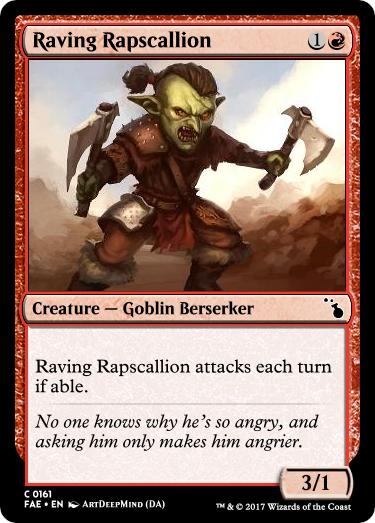 Raving Rapscallion 1
Creature — Goblin Berserker
Raving Rapscallion attacks each turn
if able.
No one knows why he's so angry, and
asking him only makes him angrier.
3/1
C 0161
FAE • EN ArtDeepMind (DA)
™ & © 2017 Wizards of the Coast